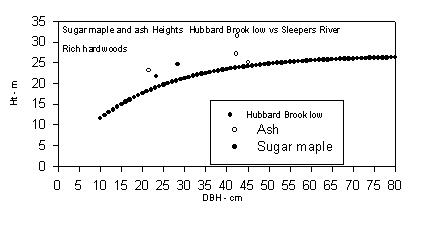 Sugar maple and ash Heights Hubbard Brook low vs Sleepers River
Rich hardwoods
35
30
25
20
15
10
5
0
Ht - m
Hubbard Brook low
Ash
Sugar maple
0 5 10 15 20 25 30 35 40 45 50 55 60 65 70 75 80
DBH - cm